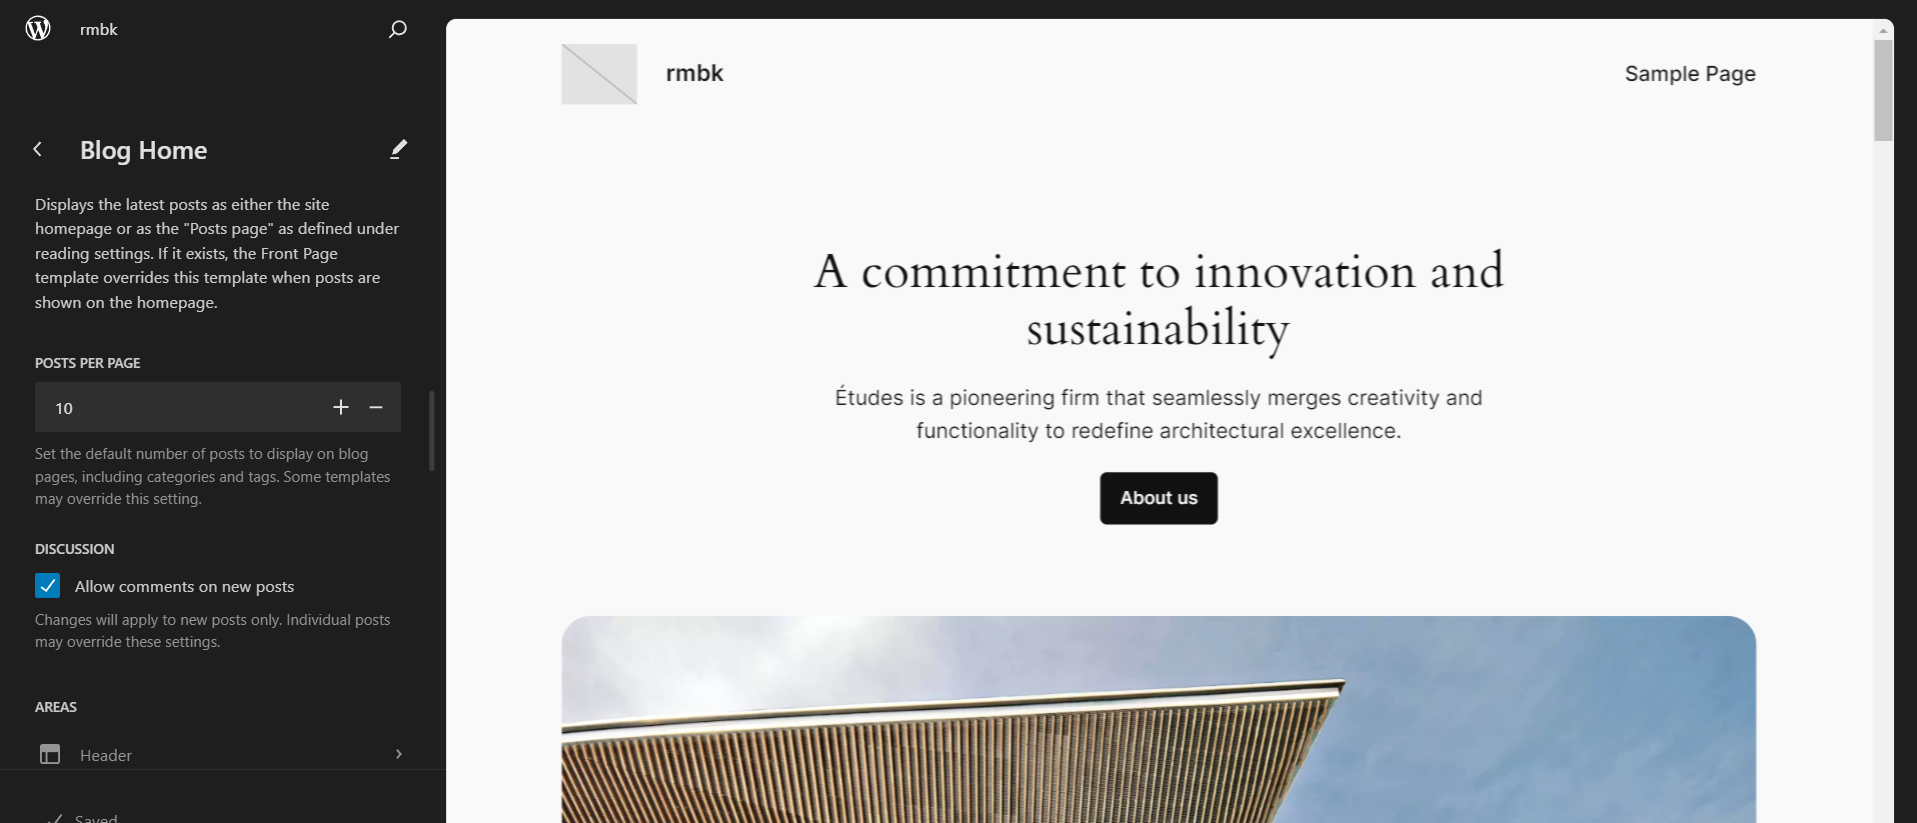 rmbk
Blog Home
Displays the latest posts as either the site
homepage or as the "Posts page" as defined under
reading settings. If it exists, the Front Page
template overrides this template when posts are
shown on the homepage.
POSTS PER PAGE
10
Set the default number of posts to display on blog
pages, including categories and tags. Some templates
may override this setting.
DISCUSSION
Allow comments on new posts
Changes will apply to new posts only. Individual posts
may override these settings.
AREAS
Header
Saved
rmbk
Sample Page
A commitment to innovation and
sustainability
Études is a pioneering firm that seamlessly merges creativity and
functionality to redefine architectural excellence.
About us